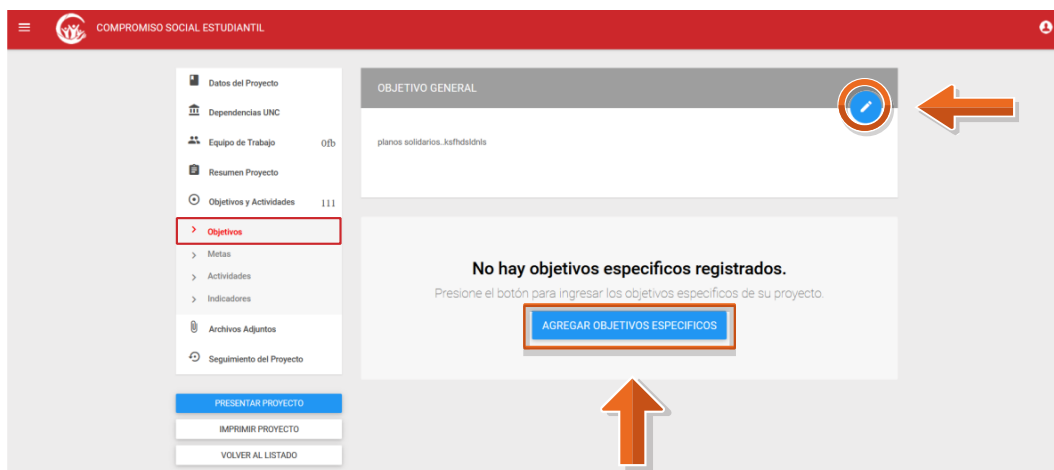 COMPROMISO SOCIAL ESTUDIANTIL
Datos del Proyecto
Dependencias UNC
Equipo de Trabajo 0fb
Resumen Proyecto
Objetivos y Actividades 111
Objetivos
Metas
Actividades
Indicadores
Archivos Adjuntos
Seguimiento del Proyecto
PRESENTAR PROYECTO
IMPRIMIR PROYECTO
VOLVER AL LISTADO
OBJETIVO GENERAL
planos solidarios..ksfhdsldnls
No hay objetivos especificos registrados.
Presione el botón para ingresar los objetivos especificos de su proyecto.
AGREGAR OBJETIVOS ESPECIFICOS